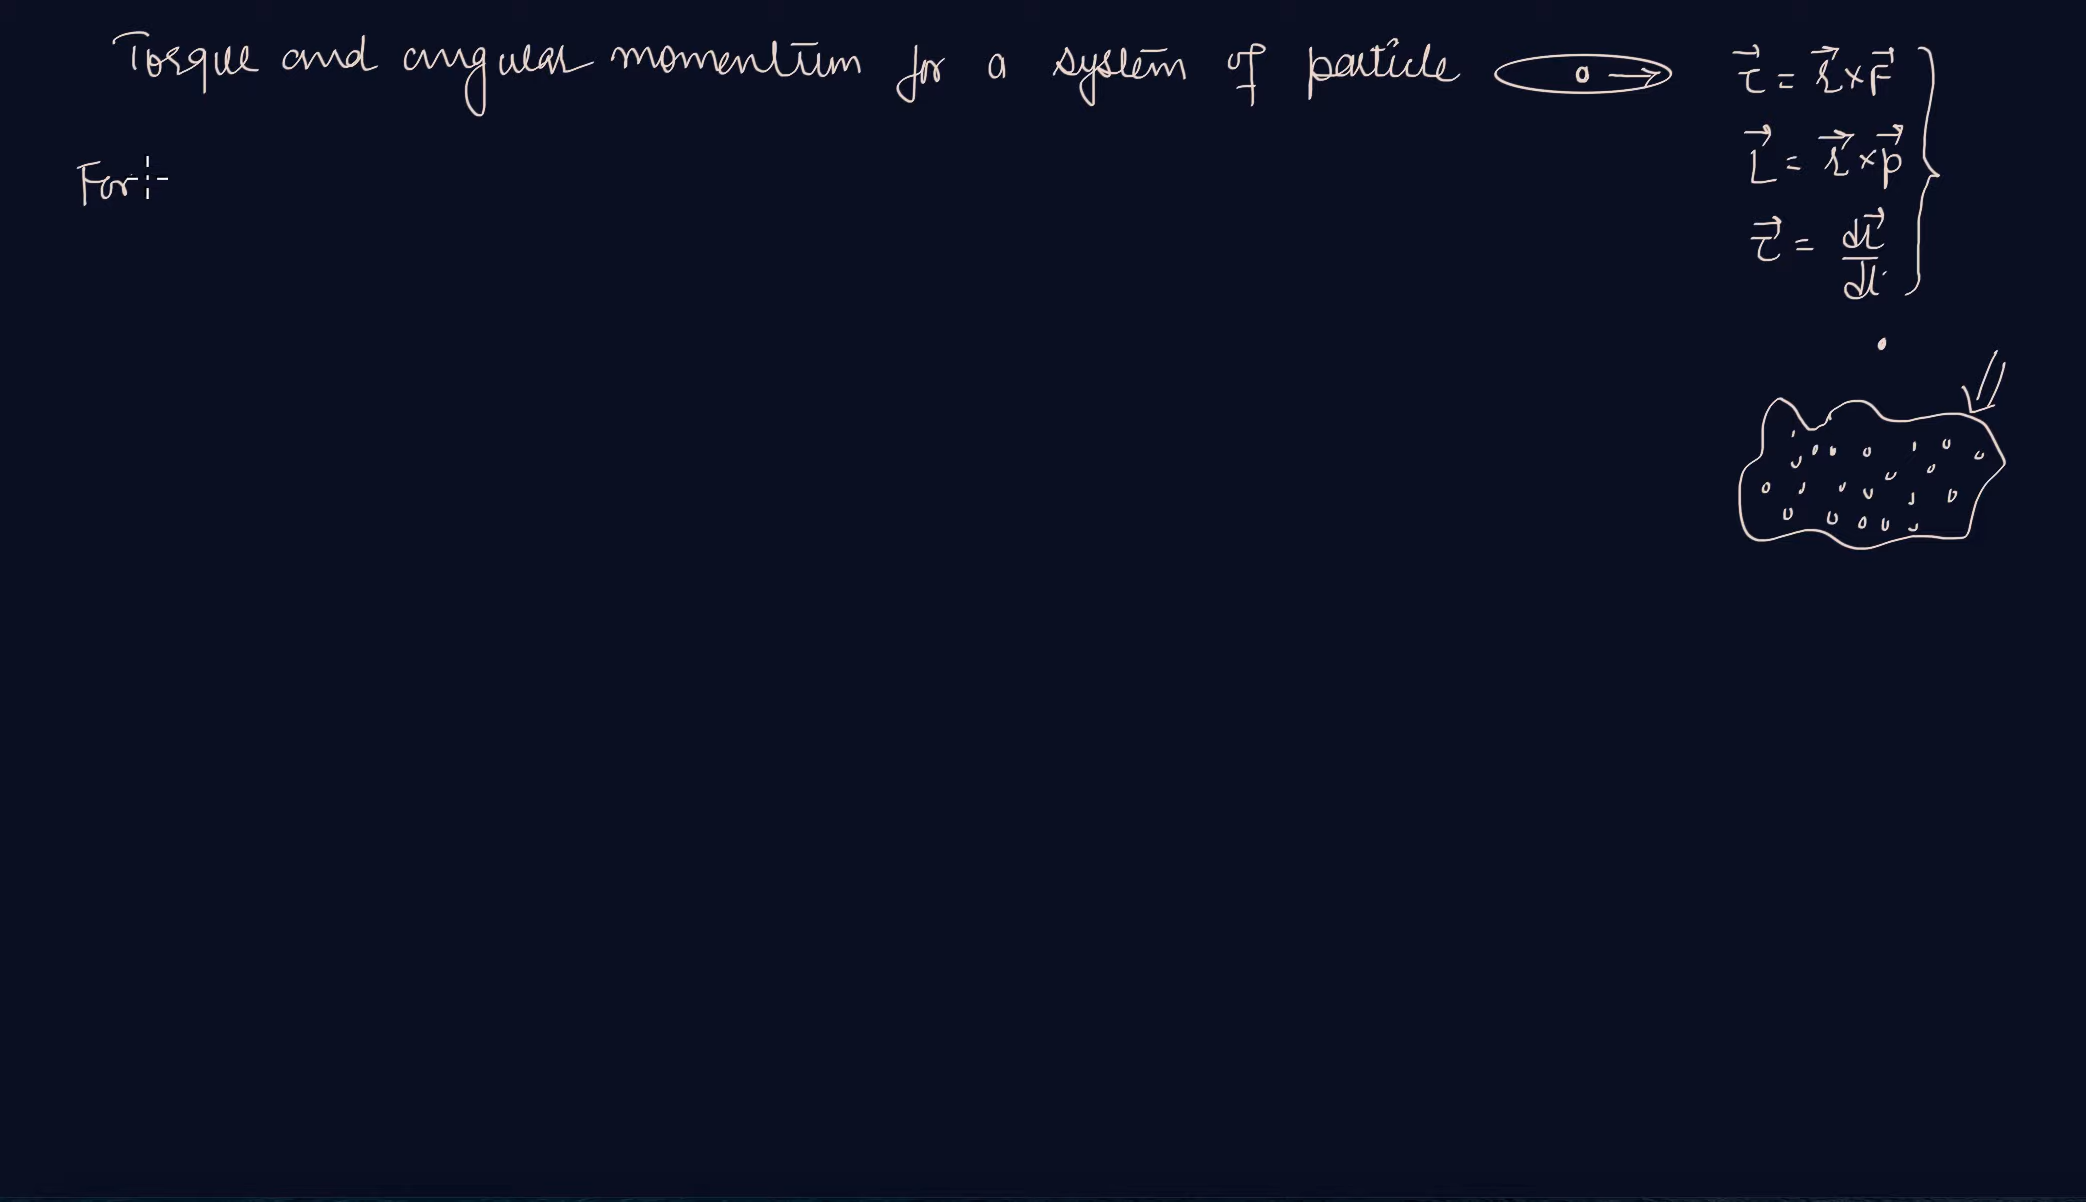 Torque and angular momentum for a system of particle
τ⃗ = r⃗ × F⃗
L⃗ = r⃗ × p⃗
τ⃗ = dL⃗/dt
For